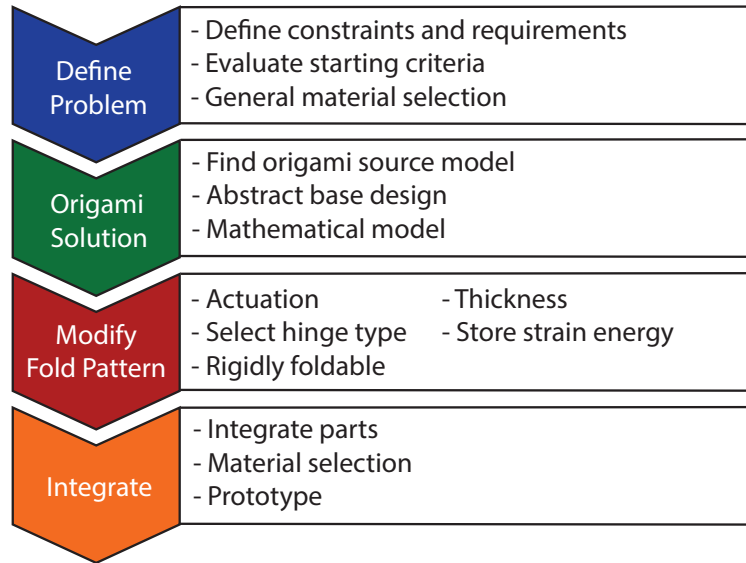 Define
Problem
- Define constraints and requirements
- Evaluate starting criteria
- General material selection
Origami
Solution
- Find origami source model
- Abstract base design
- Mathematical model
Modify
Fold Pattern
- Actuation
- Select hinge type
- Rigidly foldable
- Thickness
- Store strain energy
Integrate
- Integrate parts
- Material selection
- Prototype